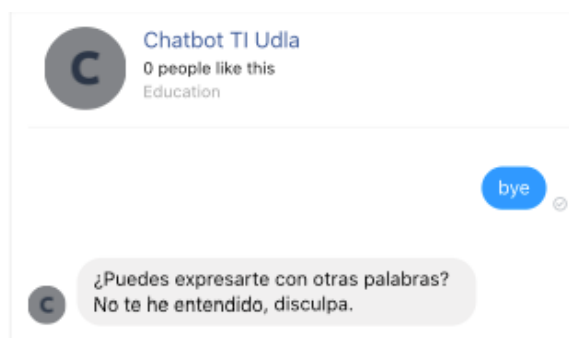 C
Chatbot TI Udla
0 people like this
Education
bye
¿Puedes expresarte con otras palabras?
No te he entendido, disculpa.
C